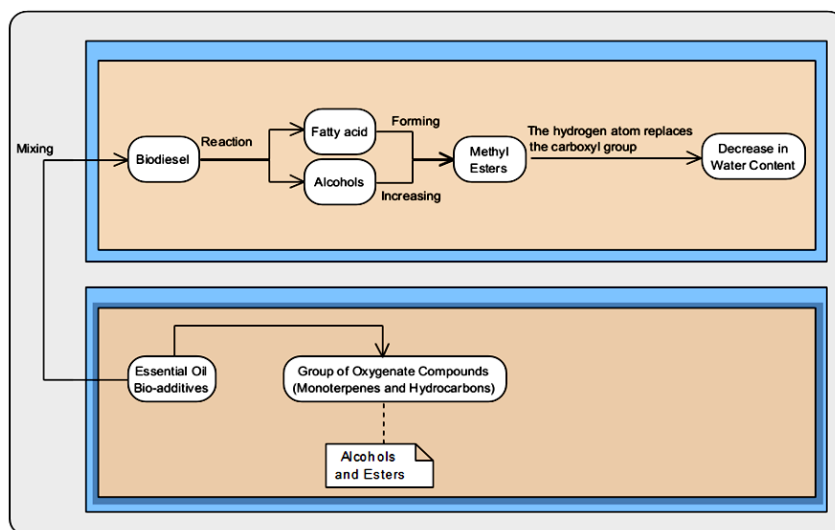 Mixing
Biodiesel
Reaction
Fatty acid
Alcohols
Forming
Increasing
Methyl
Esters
The hydrogen atom replaces
the carboxyl group
Decrease in
Water Content
Essential Oil
Bio-additives
Group of Oxygenate Compounds
(Monoterpenes and Hydrocarbons)
Alcohols
and Esters